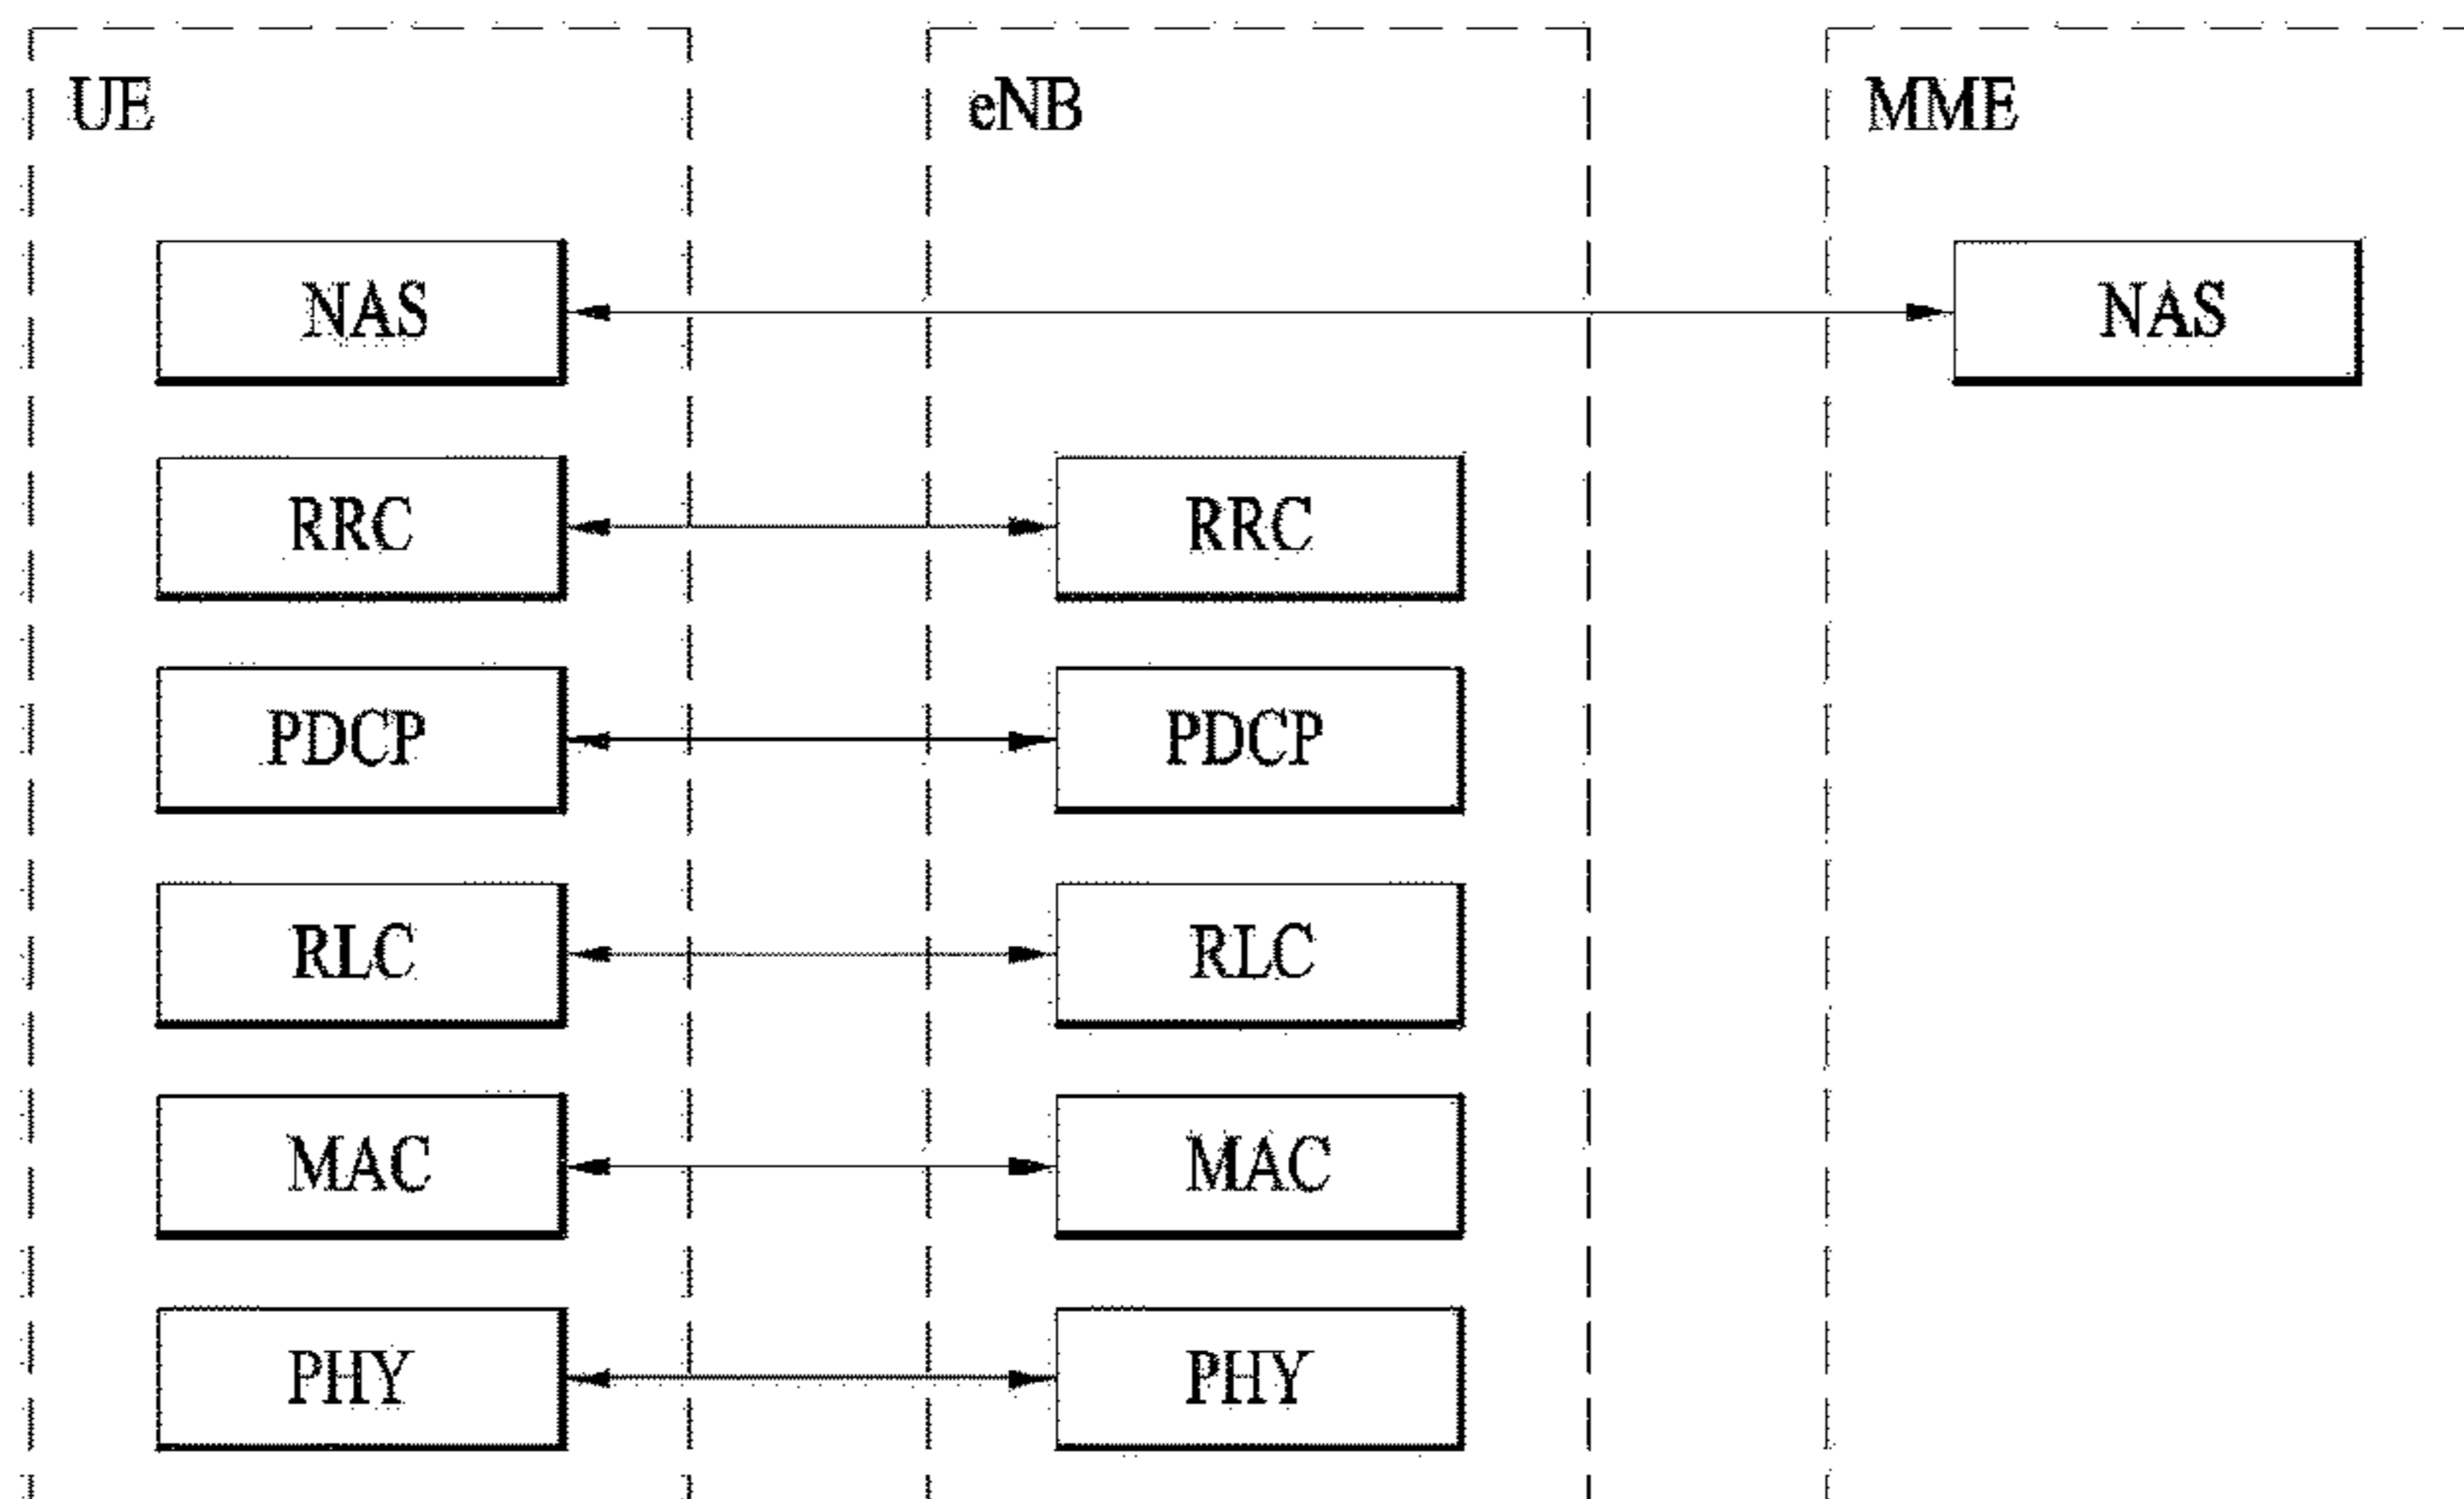 UE eNB MME
NAS NAS
RRC RRC
PDCP PDCP
RLC RLC
MAC MAC
PHY PHY